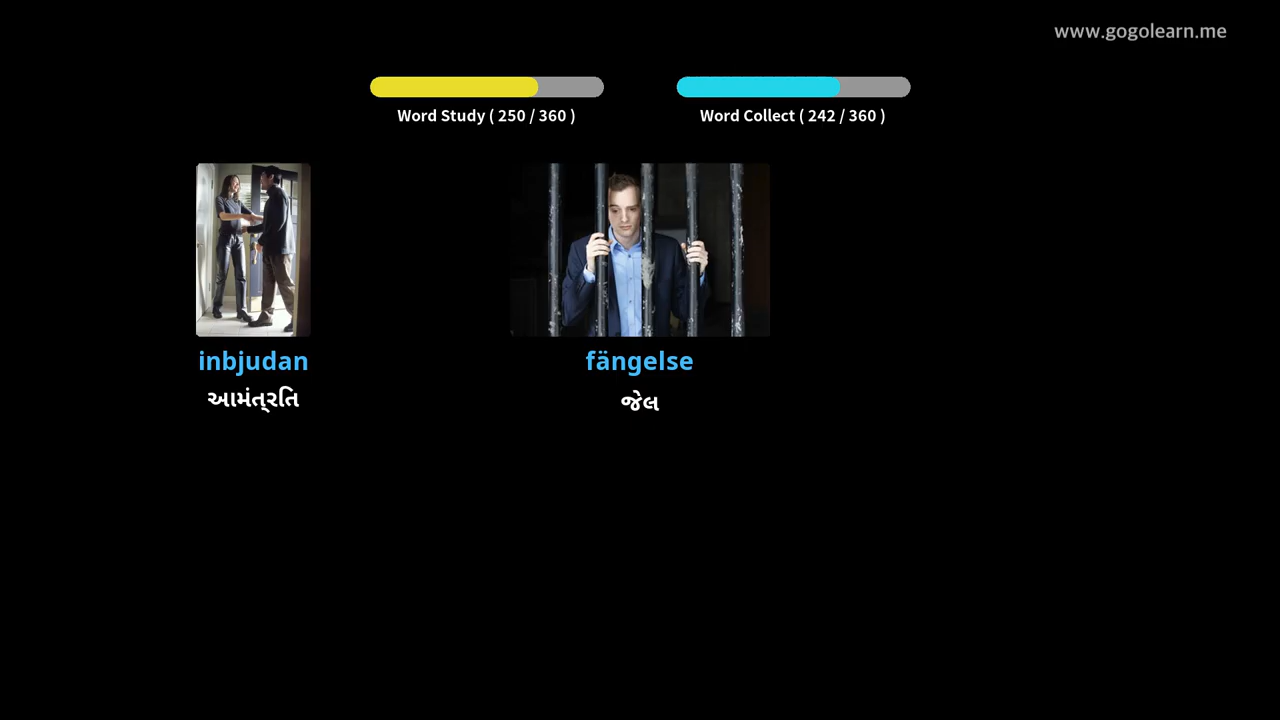 www.gogolearn.me
Word Study ( 250 / 360 )
Word Collect ( 242 / 360 )
inbjudan
આમંત્રતિ
fängelse
જેલ